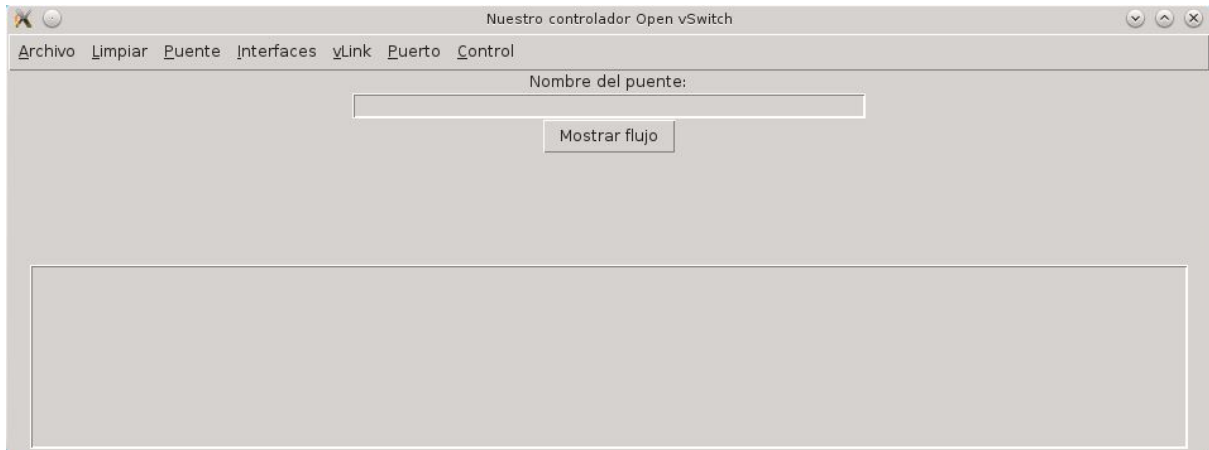 Nuestro controlador Open vSwitch
Archivo Limpiar Puente Interfaces vLink Puerto Control
Nombre del puente:
Mostrar flujo